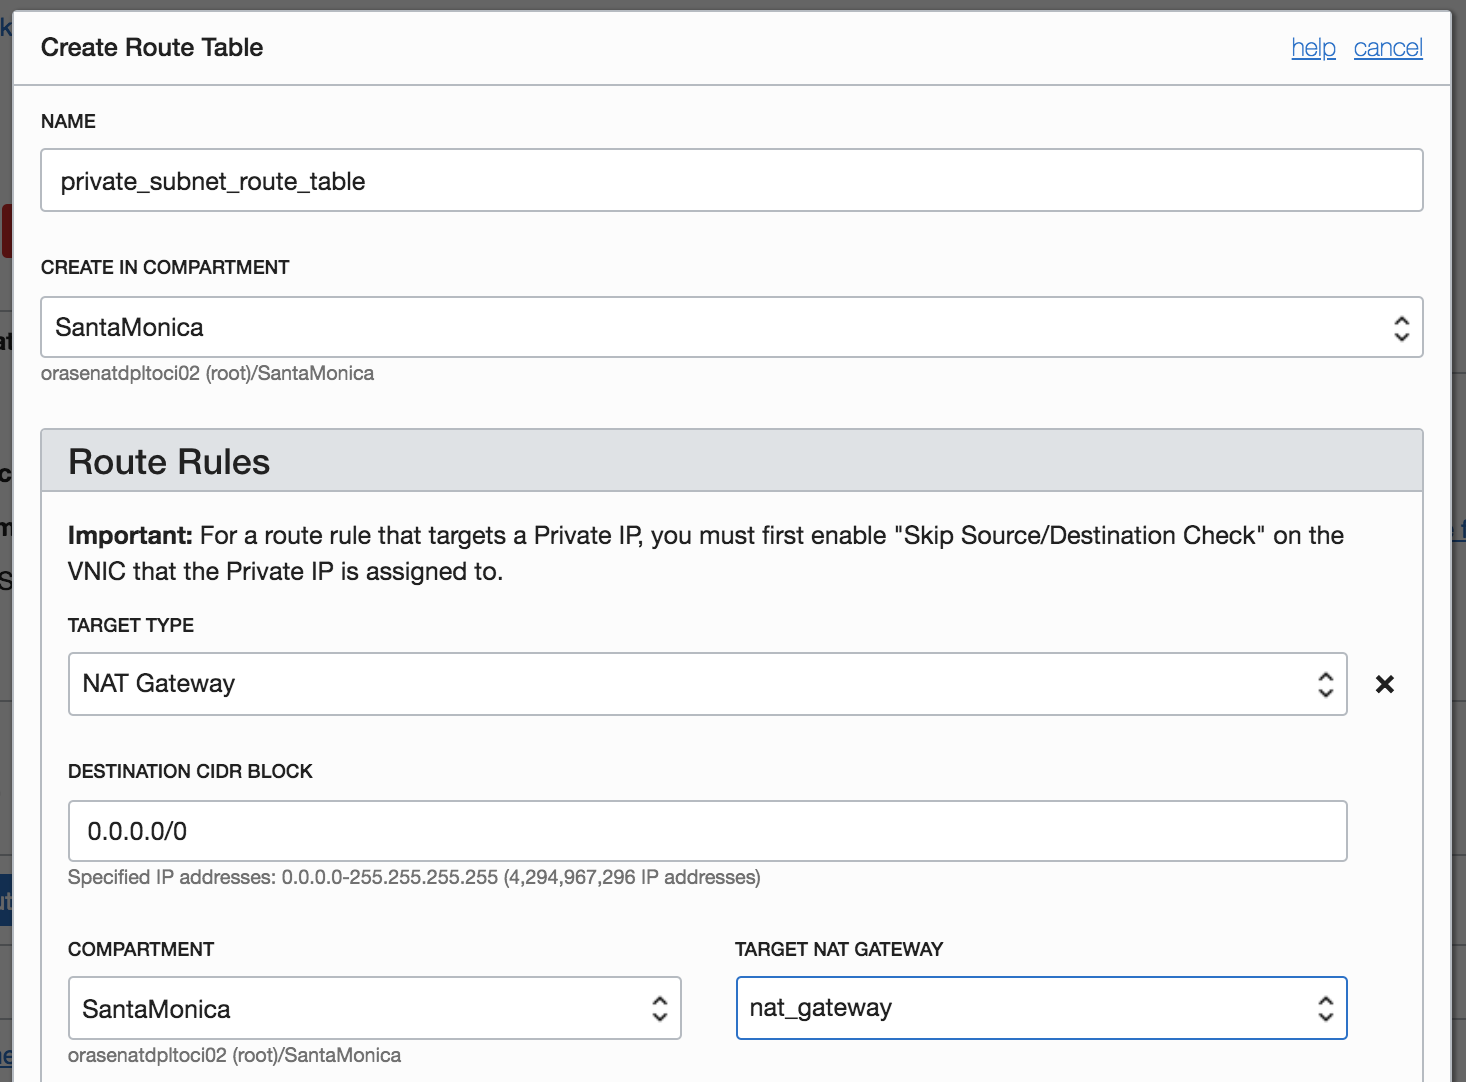 Create Route Table
help cancel
NAME
private_subnet_route_table
CREATE IN COMPARTMENT
SantaMonica
orasenatdpltoci02 (root)/SantaMonica
Route Rules
Important: For a route rule that targets a Private IP, you must first enable "Skip Source/Destination Check" on the
VNIC that the Private IP is assigned to.
TARGET TYPE
NAT Gateway
DESTINATION CIDR BLOCK
0.0.0.0/0
Specified IP addresses: 0.0.0.0-255.255.255.255 (4,294,967,296 IP addresses)
COMPARTMENT
TARGET NAT GATEWAY
SantaMonica
nat_gateway
orasenatdpltoci02 (root)/SantaMonica